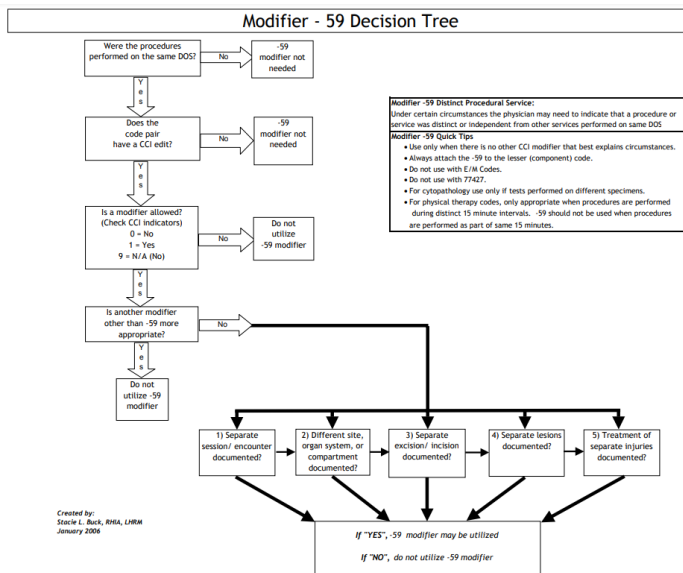 Modifier - 59 Decision Tree
Were the procedures
performed on the same DOS?
No
-59
modifier not
needed
Y
e
s
Does the
code pair
have a CCI edit?
No
-59
modifier not
needed
Y
e
s
Is a modifier allowed?
(Check CCI indicators)
0 = No
1 = Yes
9 = N/A (No)
No
Do not
utilize
-59 modifier
Y
e
s
Is another modifier
other than -59 more
appropriate?
No
Y
e
s
Do not
utilize -59
modifier
Modifier -59 Distinct Procedural Service:
Under certain circumstances the physician may need to indicate that a procedure or
service was distinct or independent from other services performed on same DOS
Modifier -59 Quick Tips
• Use only when there is no other CCI modifier that best explains circumstances.
• Always attach the -59 to the lesser (component) code.
• Do not use with E/M Codes.
• Do not use with 77427.
• For cytopathology use only if tests performed on different specimens.
• For physical therapy codes, only appropriate when procedures are performed
during distinct 15 minute intervals. -59 should not be used when procedures
are performed as part of same 15 minutes.
1) Separate
session/ encounter
documented?
2) Different site,
organ system, or
compartment
documented?
3) Separate
excision/ incision
documented?
4) Separate lesions
documented?
5) Treatment of
separate injuries
documented?
If "YES", -59 modifier may be utilized
If "NO", do not utilize -59 modifier
Created by:
Stacie L. Buck, RHIA, LHRM
January 2006